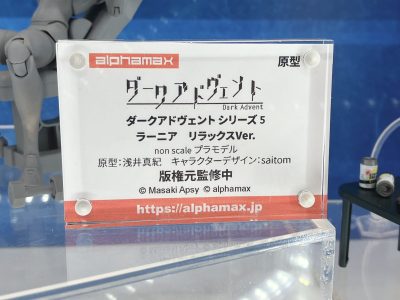 alphamax 原型
ダークアドヴェント
Dark Advent
ダークアドヴェント シリーズ 5
ラーニア リラックスVer.
non scale プラモデル
原型:浅井真紀 キャラクターデザイン:saitom
版権元監修中
© Masaki Apsy © alphamax
https://alphamax.jp